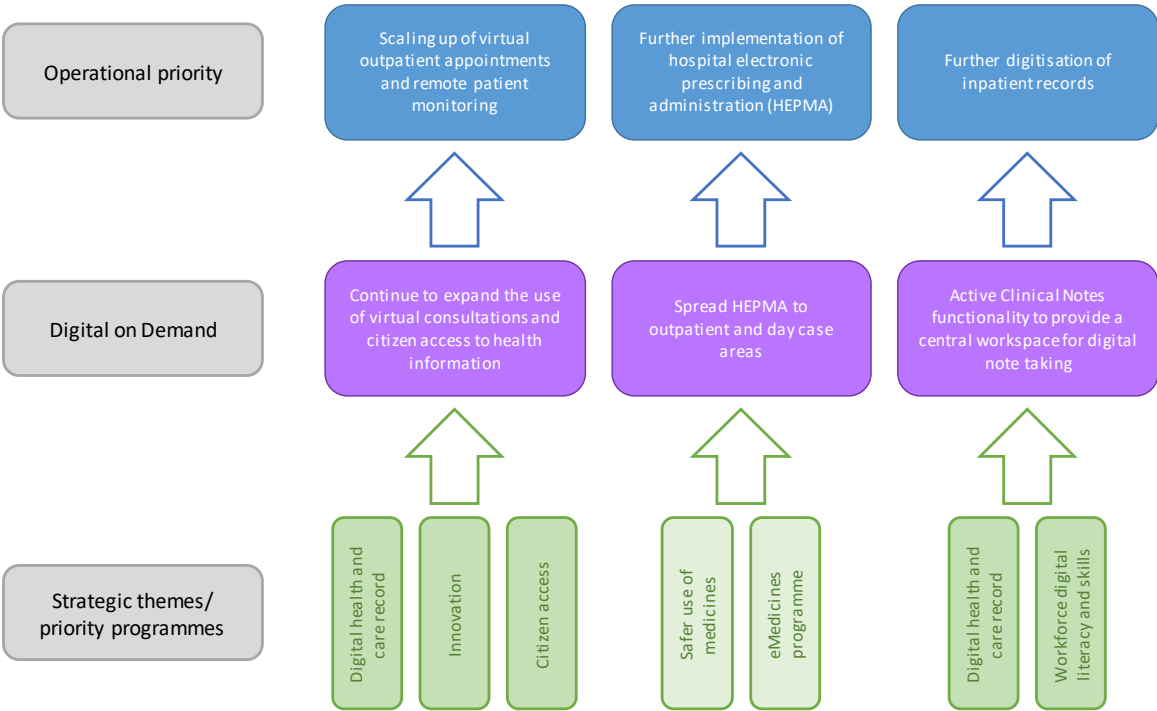 Operational priority
Scaling up of virtual
outpatient appointments
and remote patient
monitoring
Further implementation of
hospital electronic
prescribing and
administration (HEPMA)
Further digitisation of
inpatient records
Digital on Demand
Continue to expand the use
of virtual consultations and
citizen access to health
information
Spread HEPMA to
outpatient and day case
areas
Active Clinical Notes
functionality to provide a
central workspace for digital
note taking
Strategic themes/
priority programmes
Digital health and
care record
Innovation
Citizen access
Safer use of
medicines
eMedicines
programme
Digital health and
care record
Workforce digital
literacy and skills